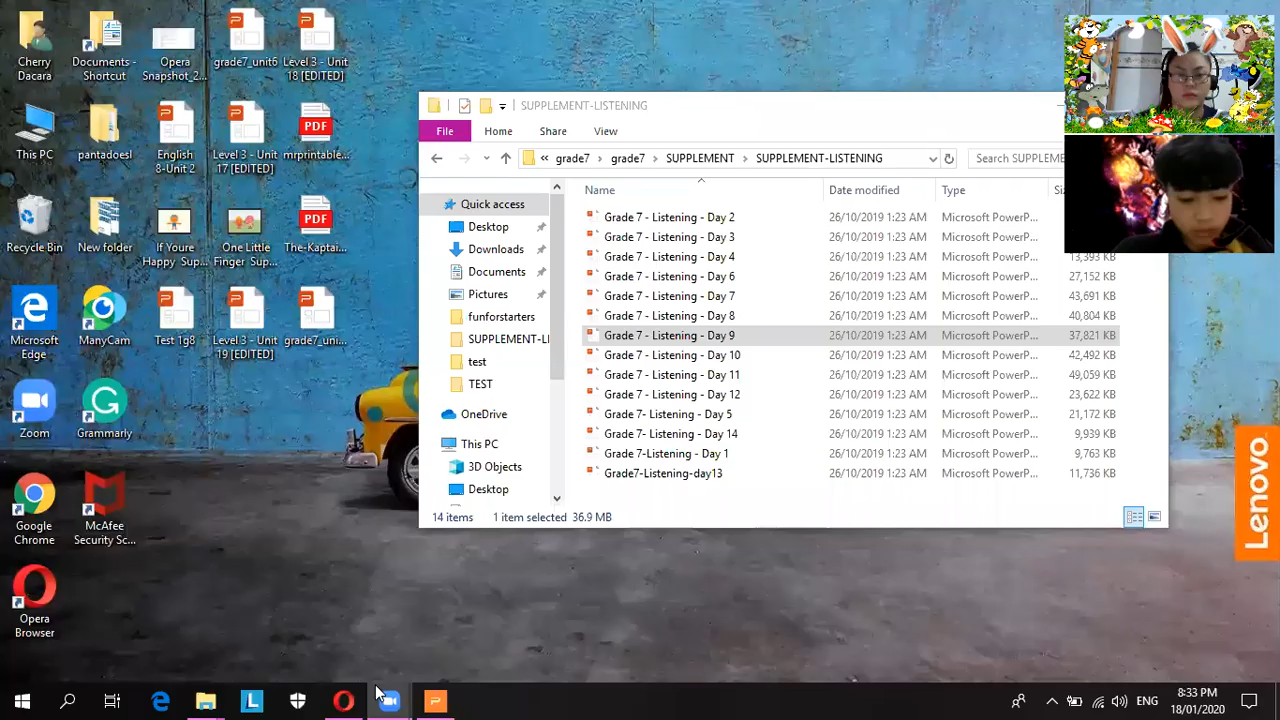 Cherry Dacara
Documents - Shortcut
Opera Snapshot_2...
grade7_unit6
Level 3 - Unit 18 [EDITED]
This PC
pantadoesl
English 8-Unit 2
Level 3 - Unit 17 [EDITED]
PDF
mrprintable...
Recycle Bin
New folder
If Youre Happy_Sup...
One Little Finger_Sup...
PDF
The-Kaptai...
Microsoft Edge
ManyCam
Test 1g8
Level 3 - Unit 19 [EDITED]
grade7_uni...
Zoom
Grammarly
Google Chrome
McAfee Security Sc...
Opera Browser
SUPPLEMENT-LISTENING
File Home Share View
« grade7 › grade7 › SUPPLEMENT › SUPPLEMENT-LISTENING
Search SUPPLEME
Quick access
Desktop
Downloads
Documents
Pictures
funforstarters
SUPPLEMENT-LI
test
TEST
OneDrive
This PC
3D Objects
Desktop
Name Date modified Type
Grade 7 - Listening - Day 2 26/10/2019 1:23 AM Microsoft PowerP...
Grade 7 - Listening - Day 3 26/10/2019 1:23 AM Microsoft PowerP...
Grade 7 - Listening - Day 4 26/10/2019 1:23 AM Microsoft PowerP... 13,393 KB
Grade 7 - Listening - Day 6 26/10/2019 1:23 AM Microsoft PowerP... 27,152 KB
Grade 7 - Listening - Day 7 26/10/2019 1:23 AM Microsoft PowerP... 43,691 KB
Grade 7 - Listening - Day 8 26/10/2019 1:23 AM Microsoft PowerP... 40,804 KB
Grade 7 - Listening - Day 9 26/10/2019 1:23 AM Microsoft PowerP... 37,821 KB
Grade 7 - Listening - Day 10 26/10/2019 1:23 AM Microsoft PowerP... 42,492 KB
Grade 7 - Listening - Day 11 26/10/2019 1:23 AM Microsoft PowerP... 49,059 KB
Grade 7 - Listening - Day 12 26/10/2019 1:23 AM Microsoft PowerP... 23,622 KB
Grade 7- Listening - Day 5 26/10/2019 1:23 AM Microsoft PowerP... 21,172 KB
Grade 7- Listening - Day 14 26/10/2019 1:23 AM Microsoft PowerP... 9,939 KB
Grade 7-Listening - Day 1 26/10/2019 1:23 AM Microsoft PowerP... 9,763 KB
Grade7-Listening-day13 26/10/2019 1:23 AM Microsoft PowerP... 11,736 KB
14 items 1 item selected 36.9 MB
Lenovo
ENG
8:33 PM
18/01/2020